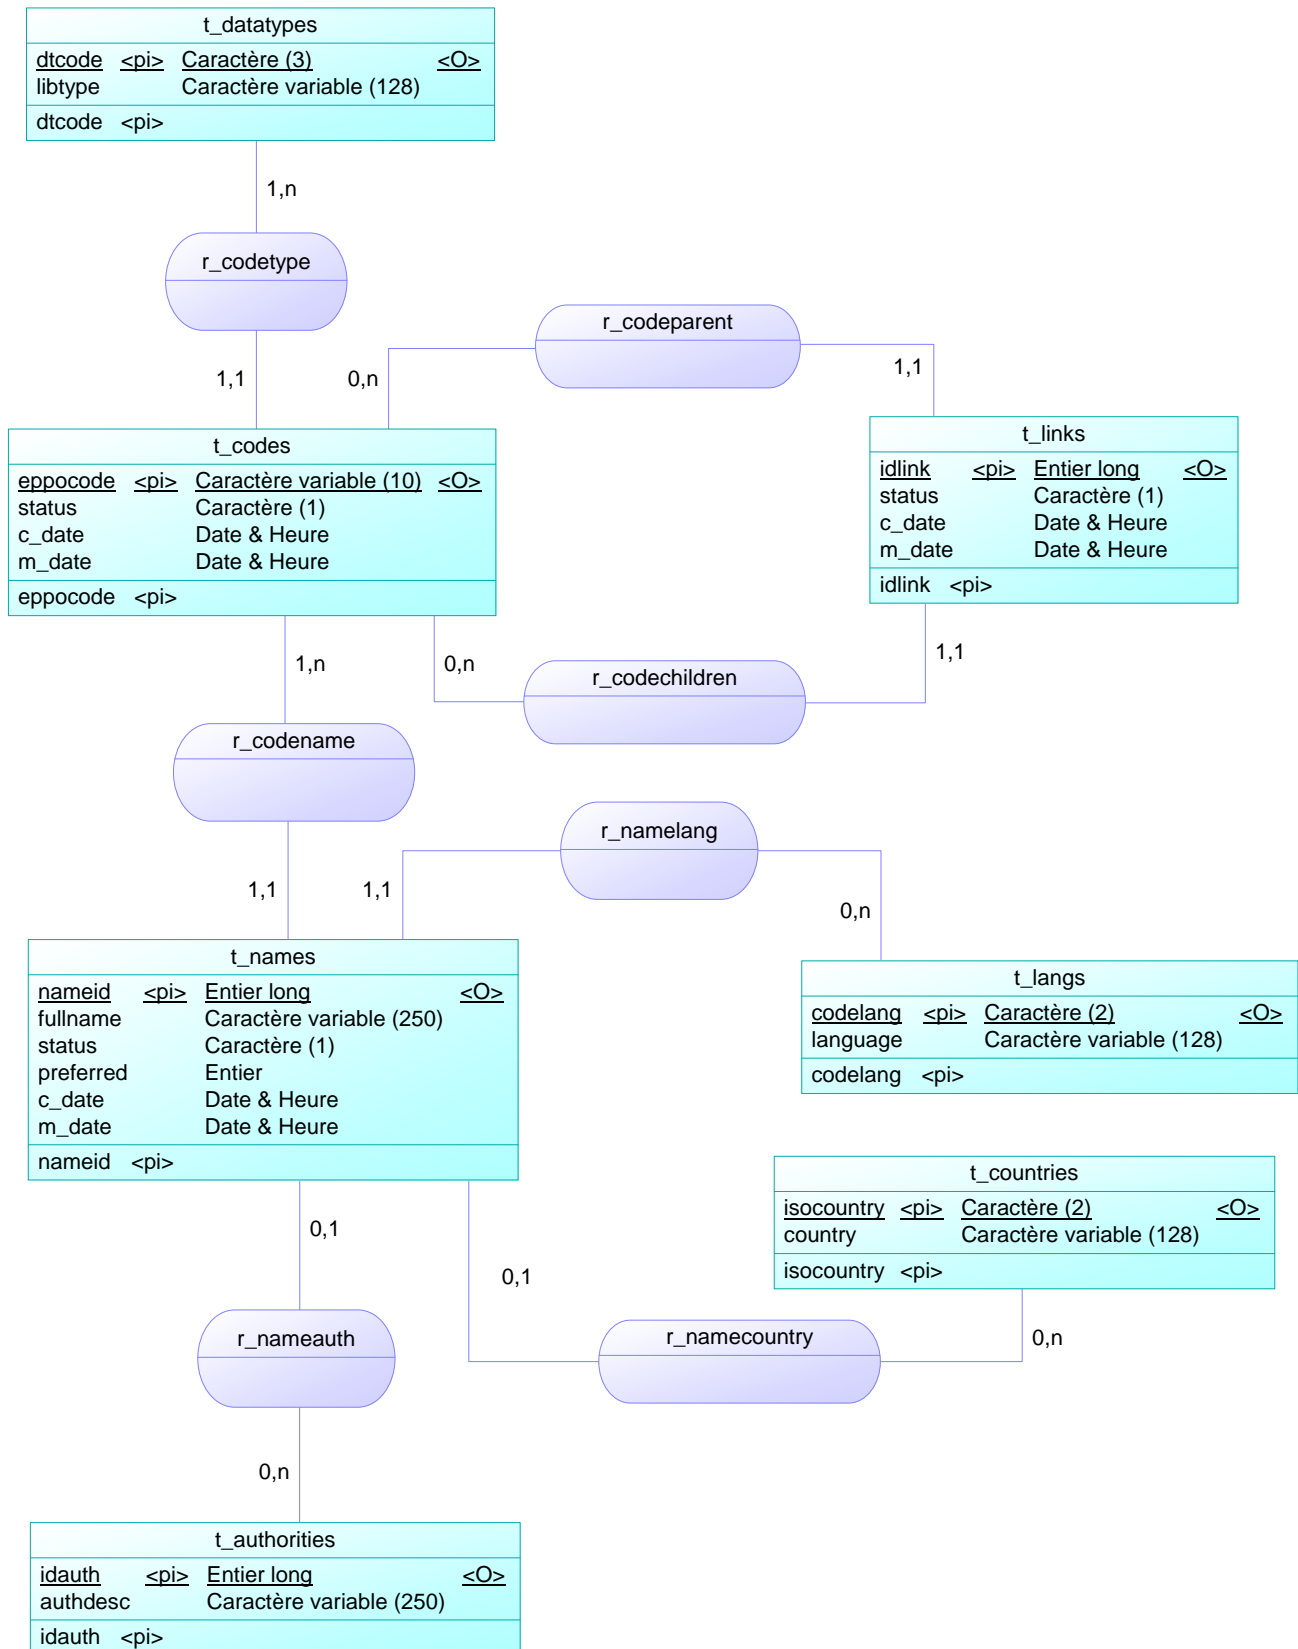 t_datatypes
dtcode <pi> Caractère (3) <O>
libtype Caractère variable (128)
dtcode <pi>
1,n
r_codetype
1,1
r_codeparent
0,n
1,1
t_codes
eppocode <pi> Caractère variable (10) <O>
status Caractère (1)
c_date Date & Heure
m_date Date & Heure
eppocode <pi>
t_links
idlink <pi> Entier long <O>
status Caractère (1)
c_date Date & Heure
m_date Date & Heure
idlink <pi>
1,n
0,n
r_codechildren
1,1
r_codename
1,1
r_namelang
1,1
0,n
t_names
nameid <pi> Entier long <O>
fullname Caractère variable (250)
status Caractère (1)
preferred Entier
c_date Date & Heure
m_date Date & Heure
nameid <pi>
t_langs
codelang <pi> Caractère (2) <O>
language Caractère variable (128)
codelang <pi>
t_countries
isocountry <pi> Caractère (2) <O>
country Caractère variable (128)
isocountry <pi>
0,1
0,1
r_nameauth
r_namecountry
0,n
0,n
t_authorities
idauth <pi> Entier long <O>
authdesc Caractère variable (250)
idauth <pi>